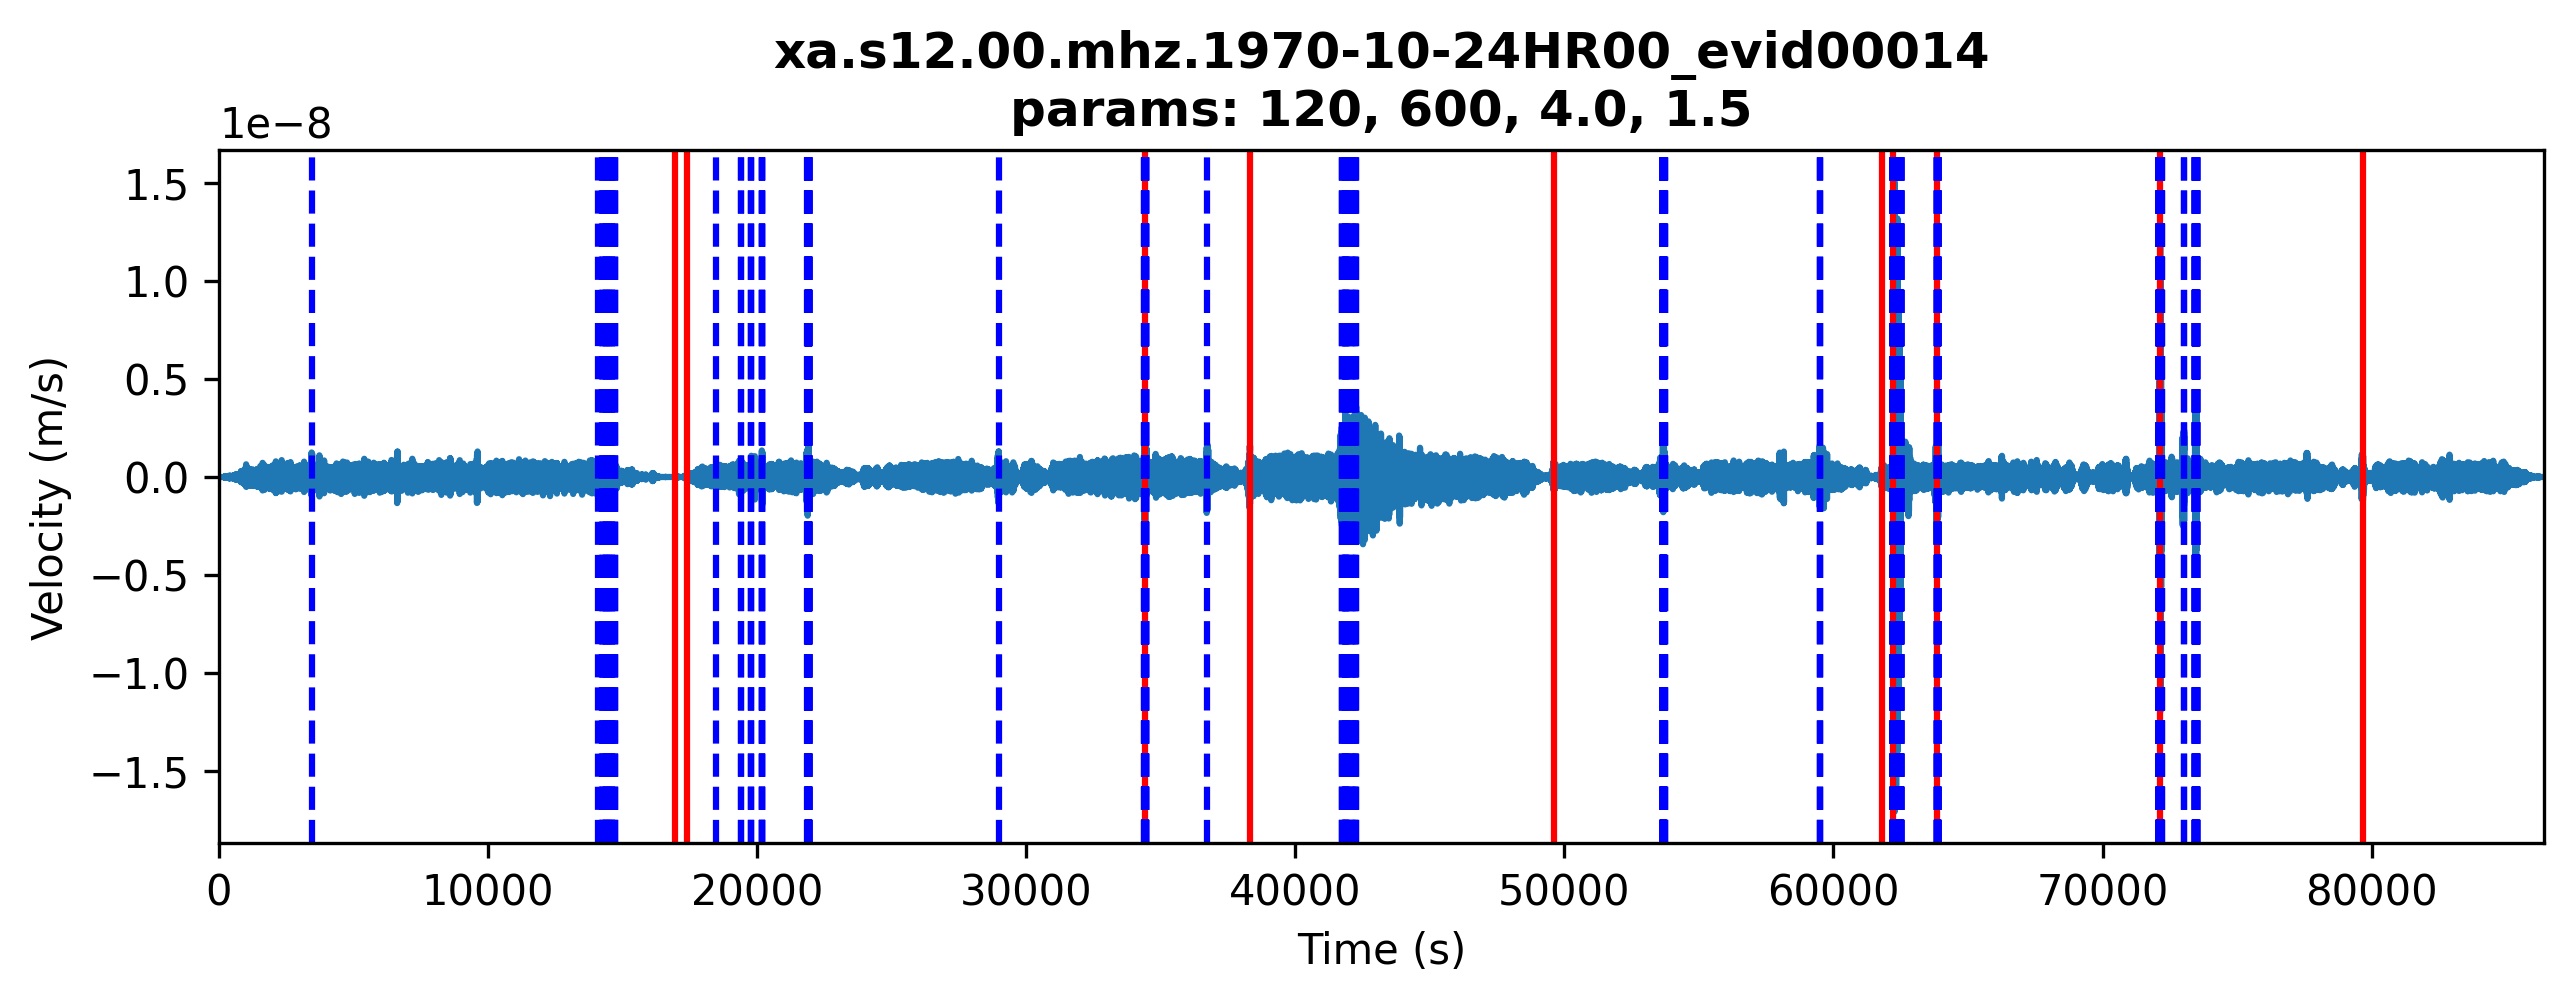 xa.s12.00.mhz.1970-10-24HR00_evid00014
params: 120, 600, 4.0, 1.5
1e−8
1.5
1.0
0.5
0.0
−0.5
−1.0
−1.5
Velocity (m/s)
0 10000 20000 30000 40000 50000 60000 70000 80000
Time (s)